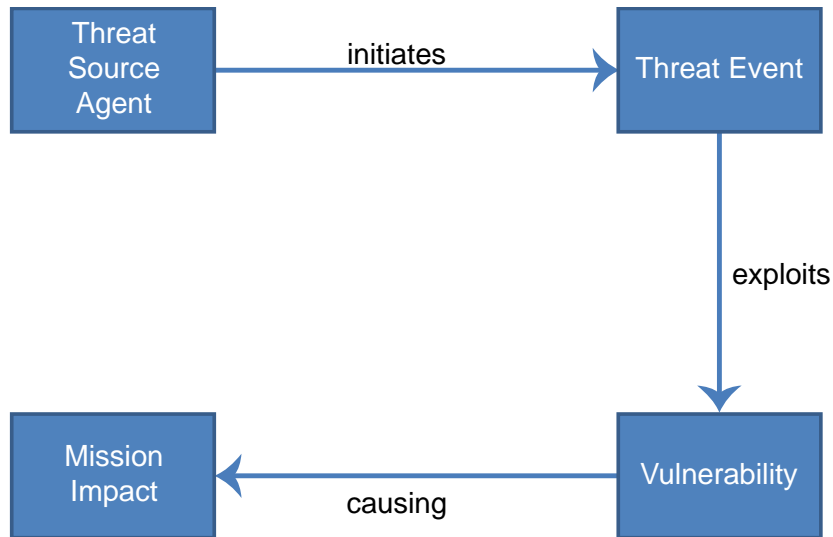 Threat
Source
Agent
initiates
Threat Event
exploits
Vulnerability
causing
Mission
Impact